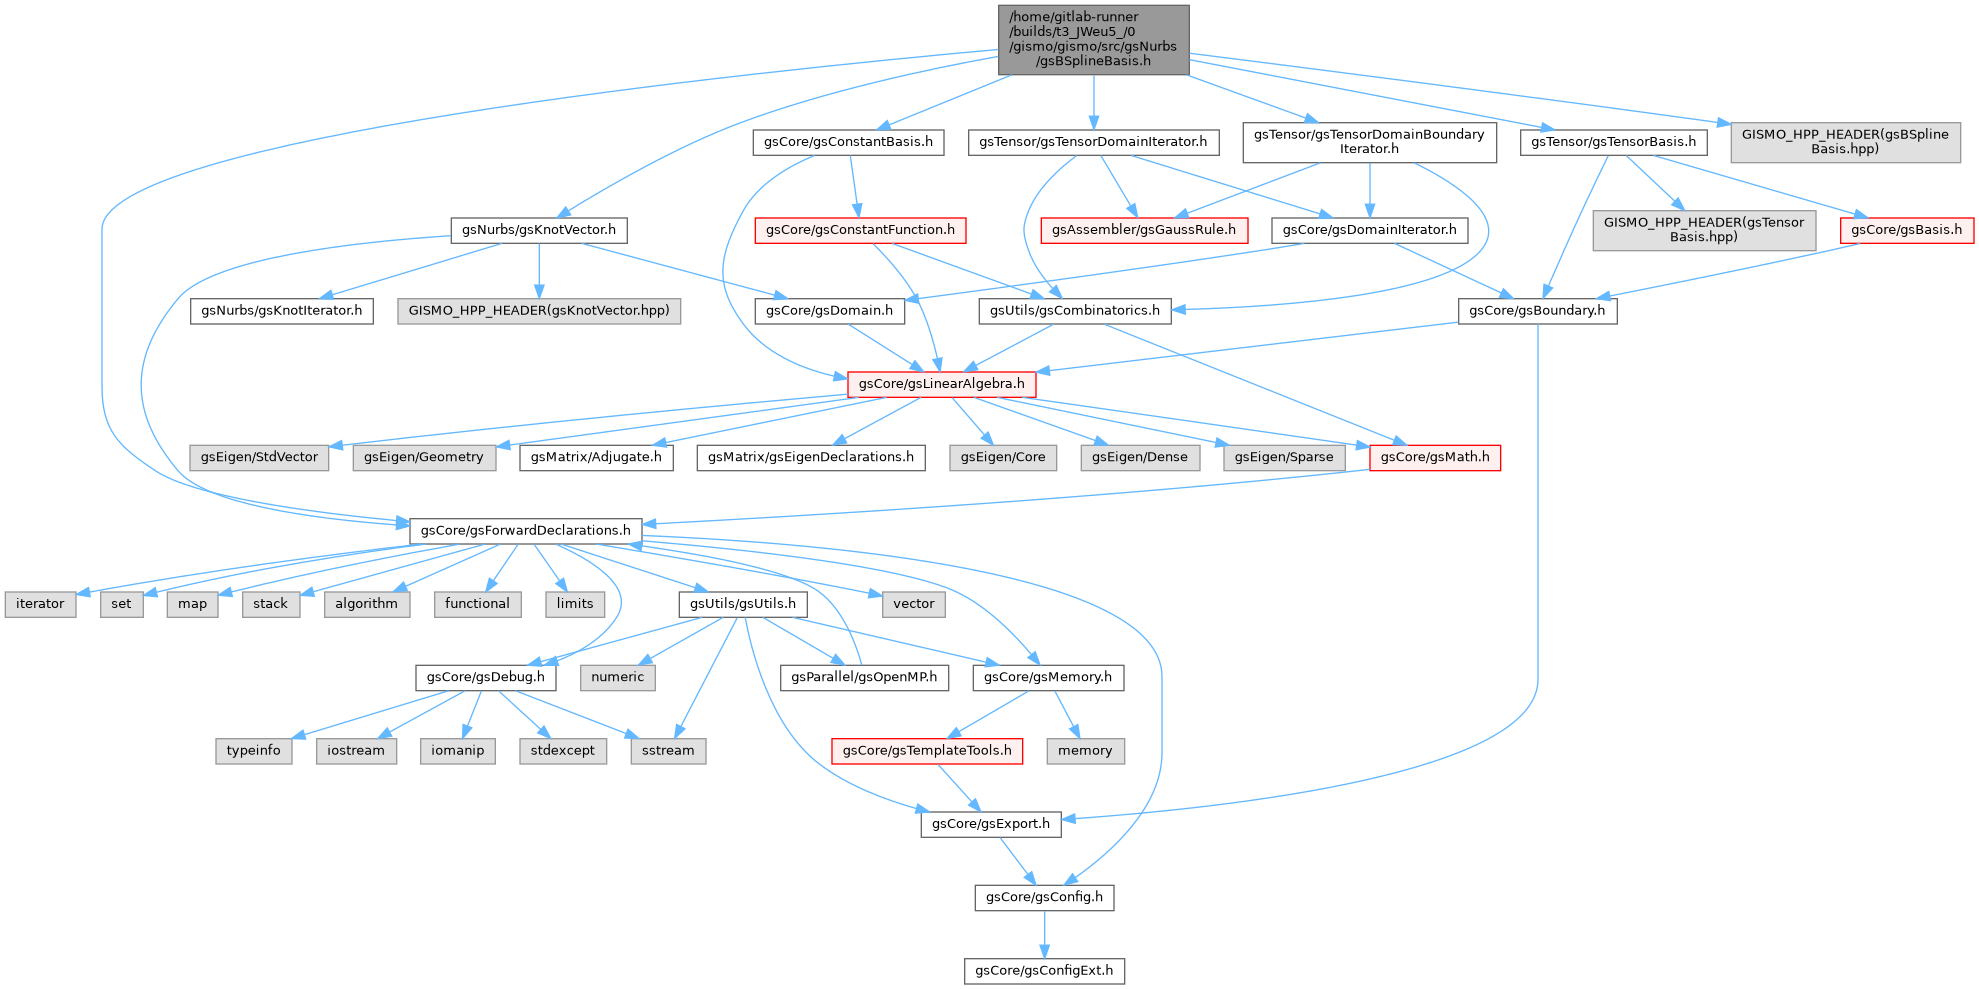 /home/gitlab-runner
/builds/t3_JWeu5_/0
/gismo/gismo/src/gsNurbs
/gsBSplineBasis.h
gsCore/gsConstantBasis.h
gsTensor/gsTensorDomainIterator.h
gsTensor/gsTensorDomainBoundary
Iterator.h
gsTensor/gsTensorBasis.h
GISMO_HPP_HEADER(gsBSpline
Basis.hpp)
gsNurbs/gsKnotVector.h
gsCore/gsConstantFunction.h
gsAssembler/gsGaussRule.h
gsCore/gsDomainIterator.h
GISMO_HPP_HEADER(gsTensor
Basis.hpp)
gsCore/gsBasis.h
gsNurbs/gsKnotIterator.h
GISMO_HPP_HEADER(gsKnotVector.hpp)
gsCore/gsDomain.h
gsUtils/gsCombinatorics.h
gsCore/gsBoundary.h
gsCore/gsLinearAlgebra.h
gsEigen/StdVector
gsEigen/Geometry
gsMatrix/Adjugate.h
gsMatrix/gsEigenDeclarations.h
gsEigen/Core
gsEigen/Dense
gsEigen/Sparse
gsCore/gsMath.h
gsCore/gsForwardDeclarations.h
iterator
set
map
stack
algorithm
functional
limits
gsUtils/gsUtils.h
vector
gsCore/gsDebug.h
numeric
gsParallel/gsOpenMP.h
gsCore/gsMemory.h
typeinfo
iostream
iomanip
stdexcept
sstream
gsCore/gsTemplateTools.h
memory
gsCore/gsExport.h
gsCore/gsConfig.h
gsCore/gsConfigExt.h